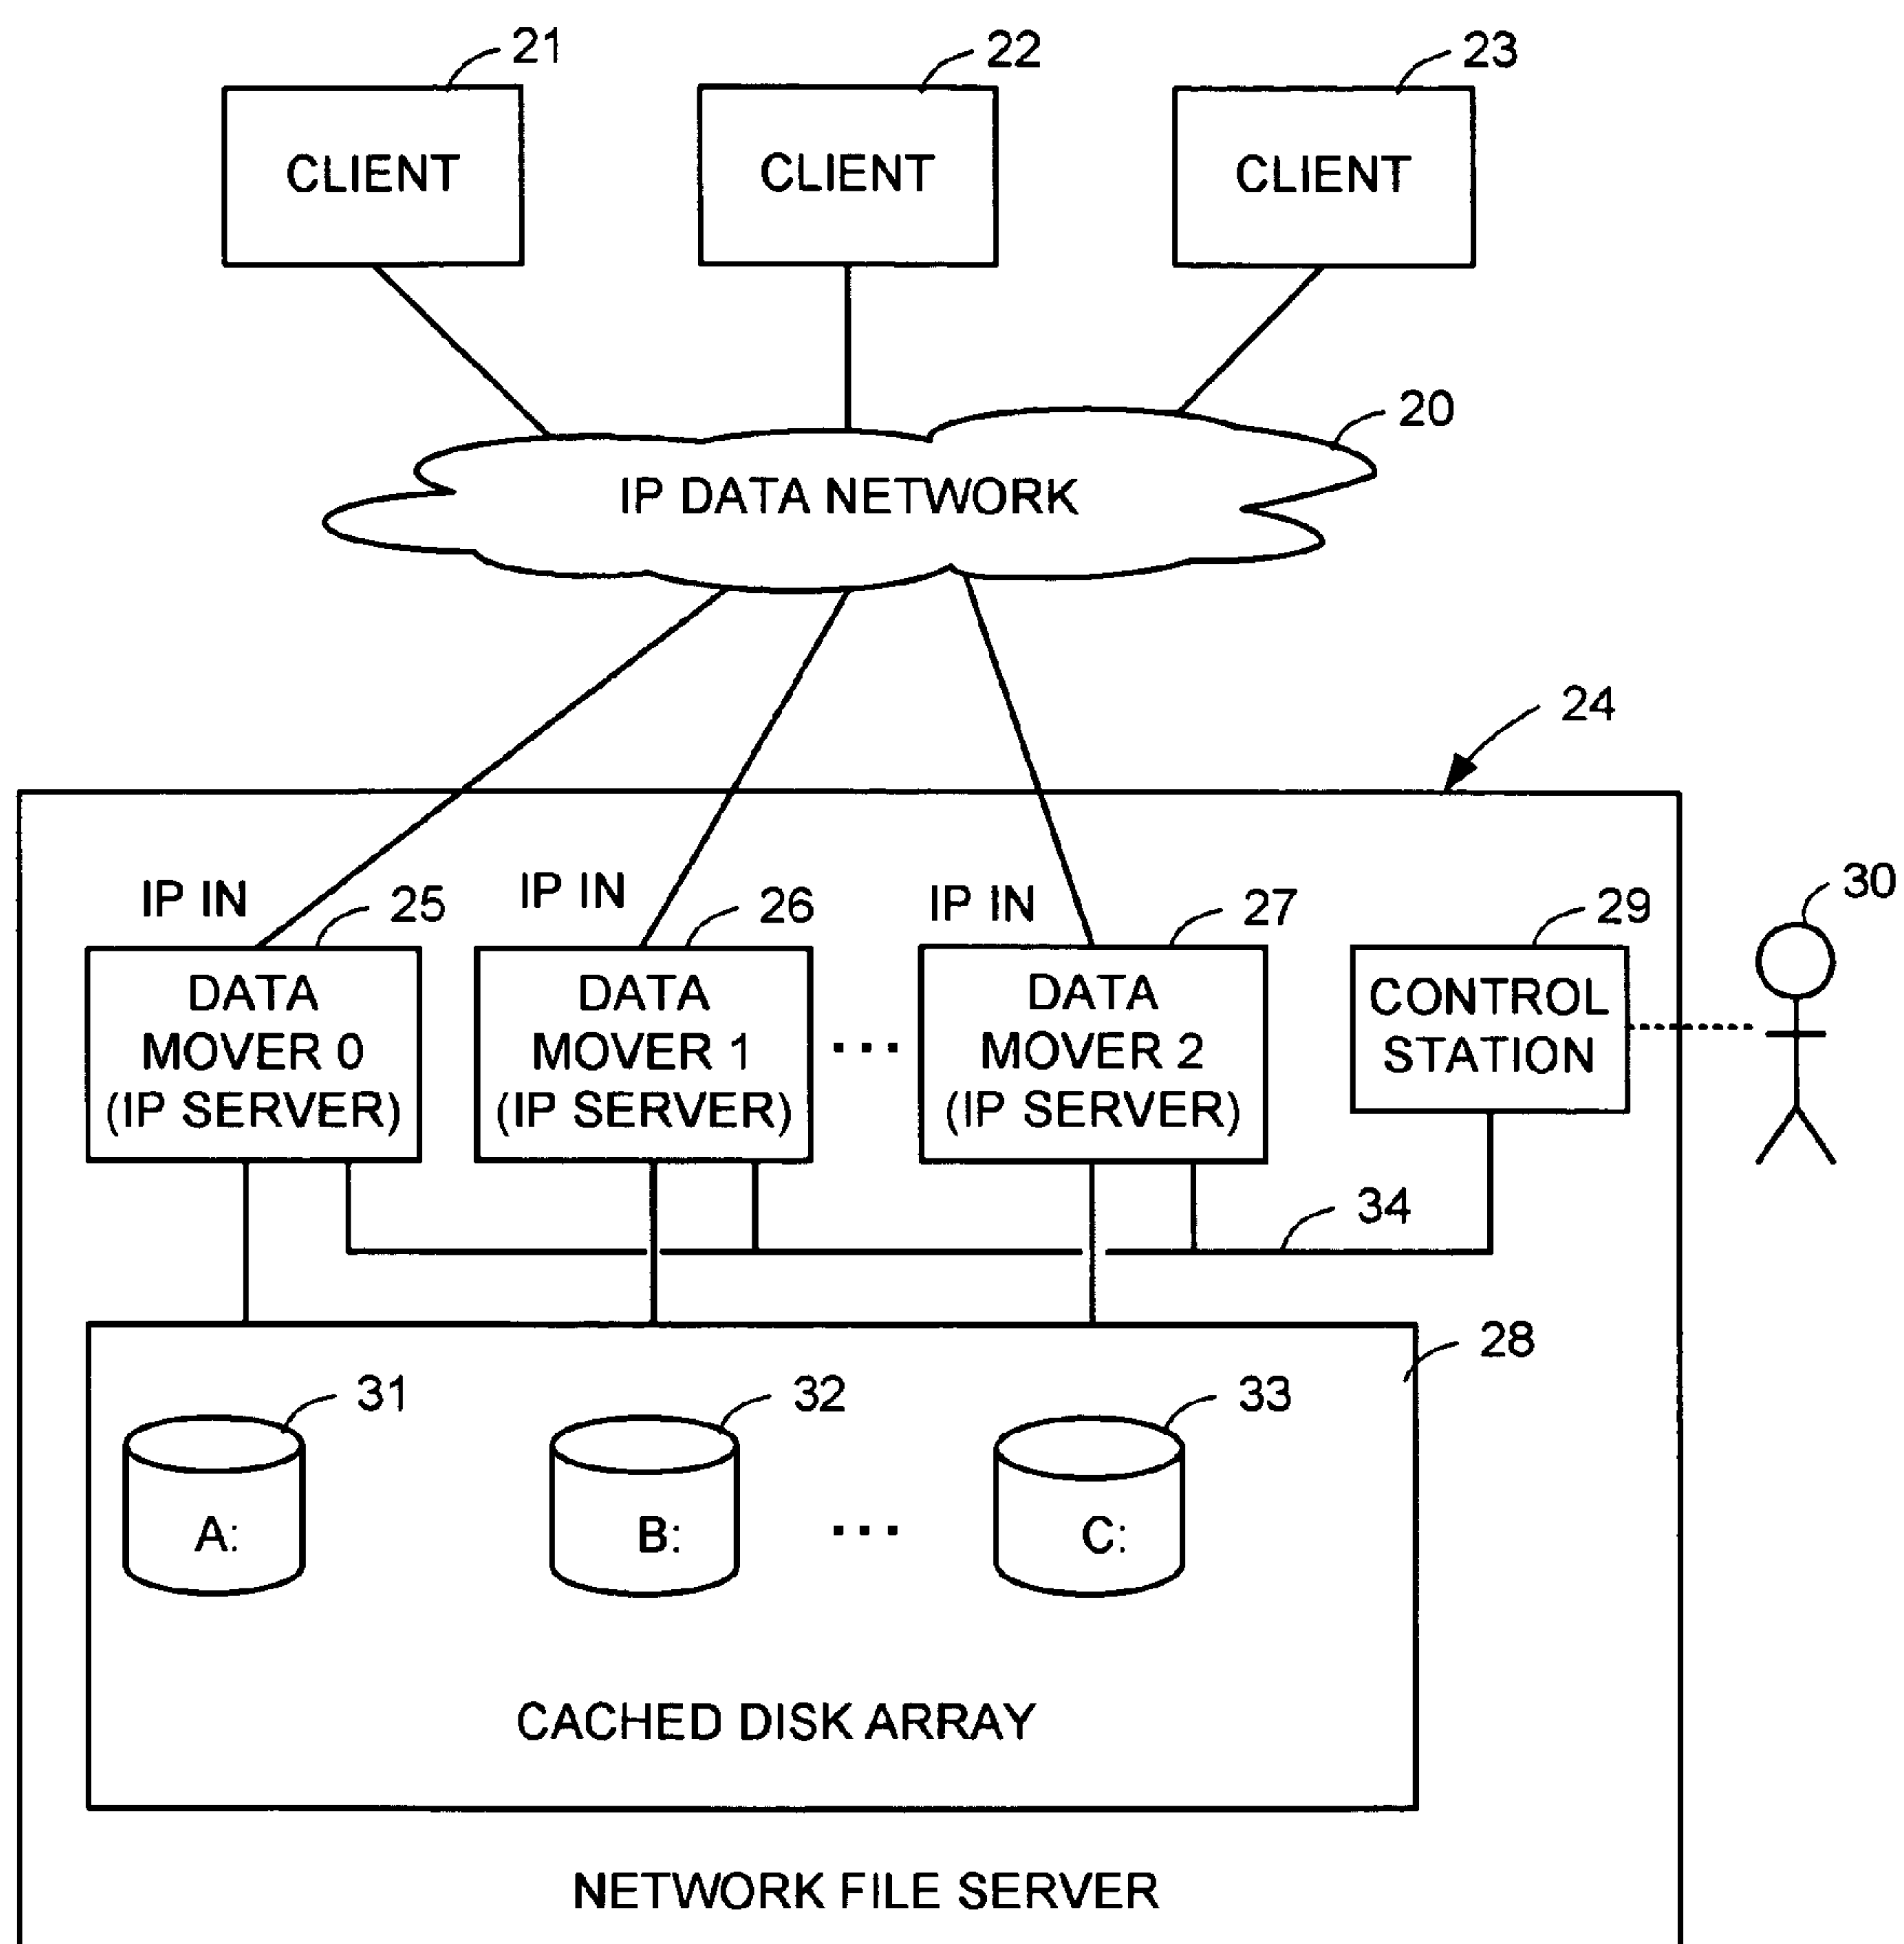 21
22
23
CLIENT
CLIENT
CLIENT
20
IP DATA NETWORK
24
IP IN
IP IN
IP IN
25
26
27
29
30
DATA
MOVER 0
(IP SERVER)
DATA
MOVER 1
(IP SERVER)
...
DATA
MOVER 2
(IP SERVER)
CONTROL
STATION
34
28
31
32
33
A:
B:
...
C:
CACHED DISK ARRAY
NETWORK FILE SERVER